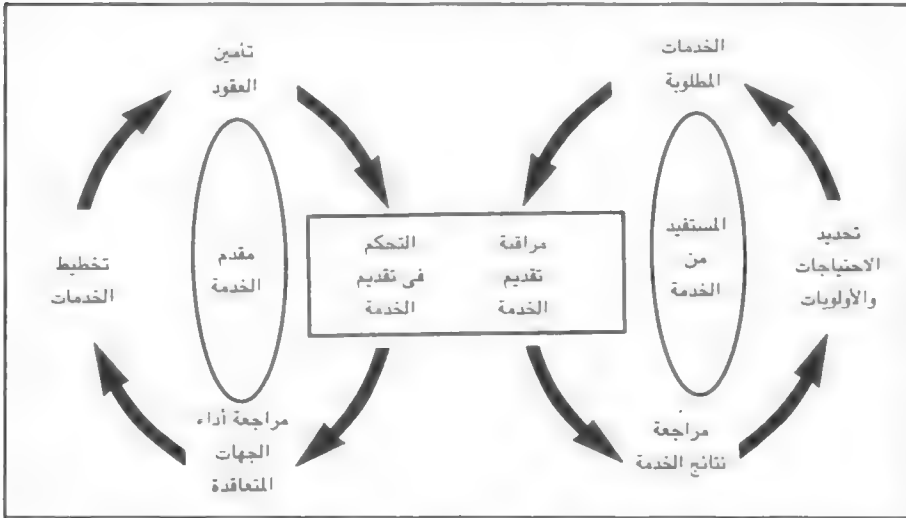 الخدمات
المطلوبة
تأمين
العقود
المستفيد
من
الخدمة
تحديد
الاحتياجات
والأولويات
مراقبة
تقديم
الخدمة
التحكم
فى تقديم
الخدمة
مقدم
الخدمة
تخطيط
الخدمات
مراجعة
نتائج الخدمة
مراجعة أداء
الجهات
المتعاقدة